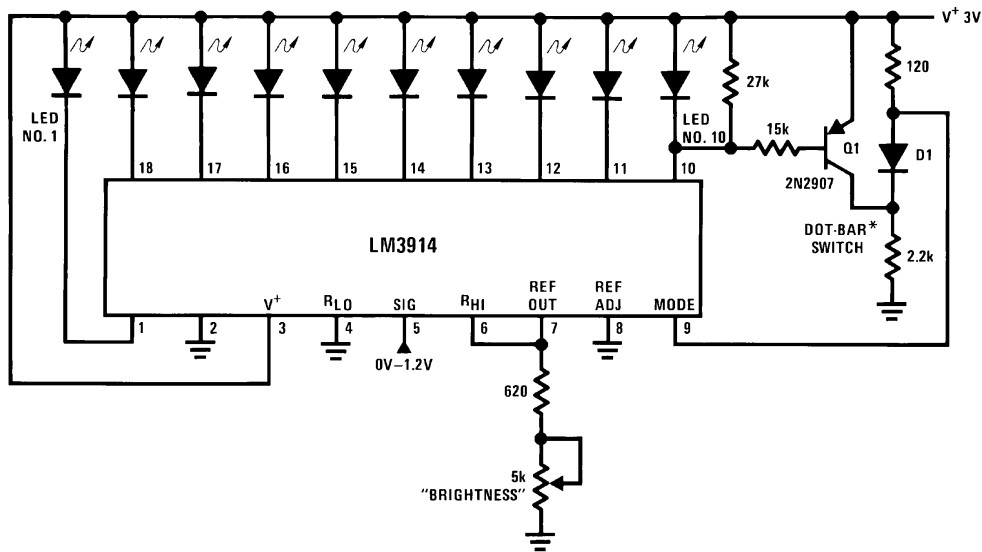 V+ 3V
LED
NO. 1
LED
NO. 10
27k
15k
Q1
2N2907
120
D1
DOT-BAR*
SWITCH
2.2k
18
17
16
15
14
13
12
11
10
LM3914
V+
RLO
SIG
RHI
REF
OUT
REF
ADJ
MODE
1
2
3
4
5
6
7
8
9
0V–1.2V
620
5k
"BRIGHTNESS"